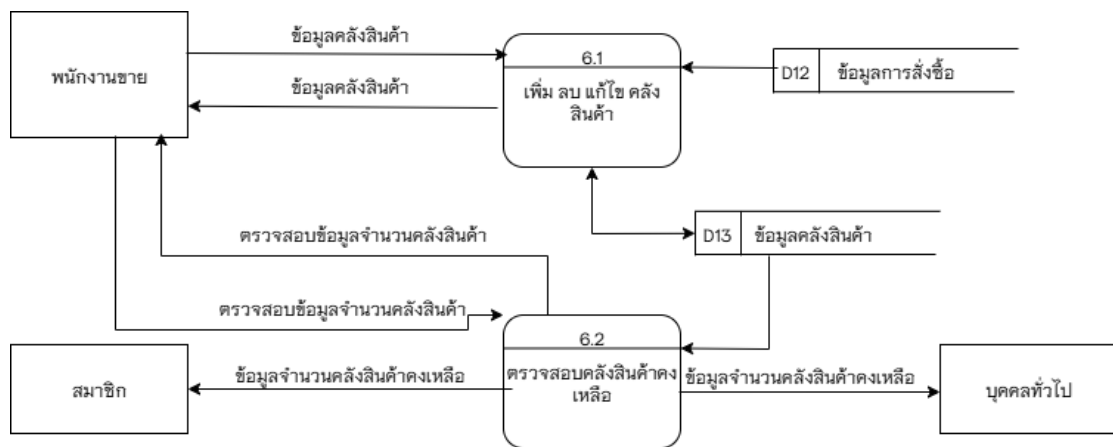 ข้อมูลคลังสินค้า
พนักงานขาย
6.1
เพิ่ม ลบ แก้ไข คลัง
สินค้า
D12 ข้อมูลการสั่งซื้อ
ข้อมูลคลังสินค้า
D13 ข้อมูลคลังสินค้า
ตรวจสอบข้อมูลจำนวนคลังสินค้า
ตรวจสอบข้อมูลจำนวนคลังสินค้า
6.2
ตรวจสอบคลังสินค้าคง
เหลือ
สมาชิก
ข้อมูลจำนวนคลังสินค้าคงเหลือ
ข้อมูลจำนวนคลังสินค้าคงเหลือ
บุคคลทั่วไป